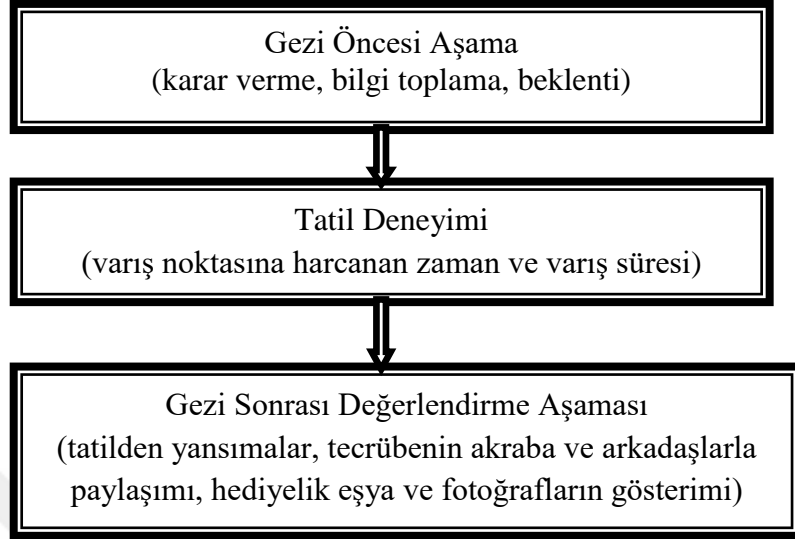 Gezi Öncesi Aşama
(karar verme, bilgi toplama, beklenti)
Tatil Deneyimi
(varış noktasına harcanan zaman ve varış süresi)
Gezi Sonrası Değerlendirme Aşaması
(tatilden yansımalar, tecrübenin akraba ve arkadaşlarla
paylaşımı, hediyelik eşya ve fotoğrafların gösterimi)